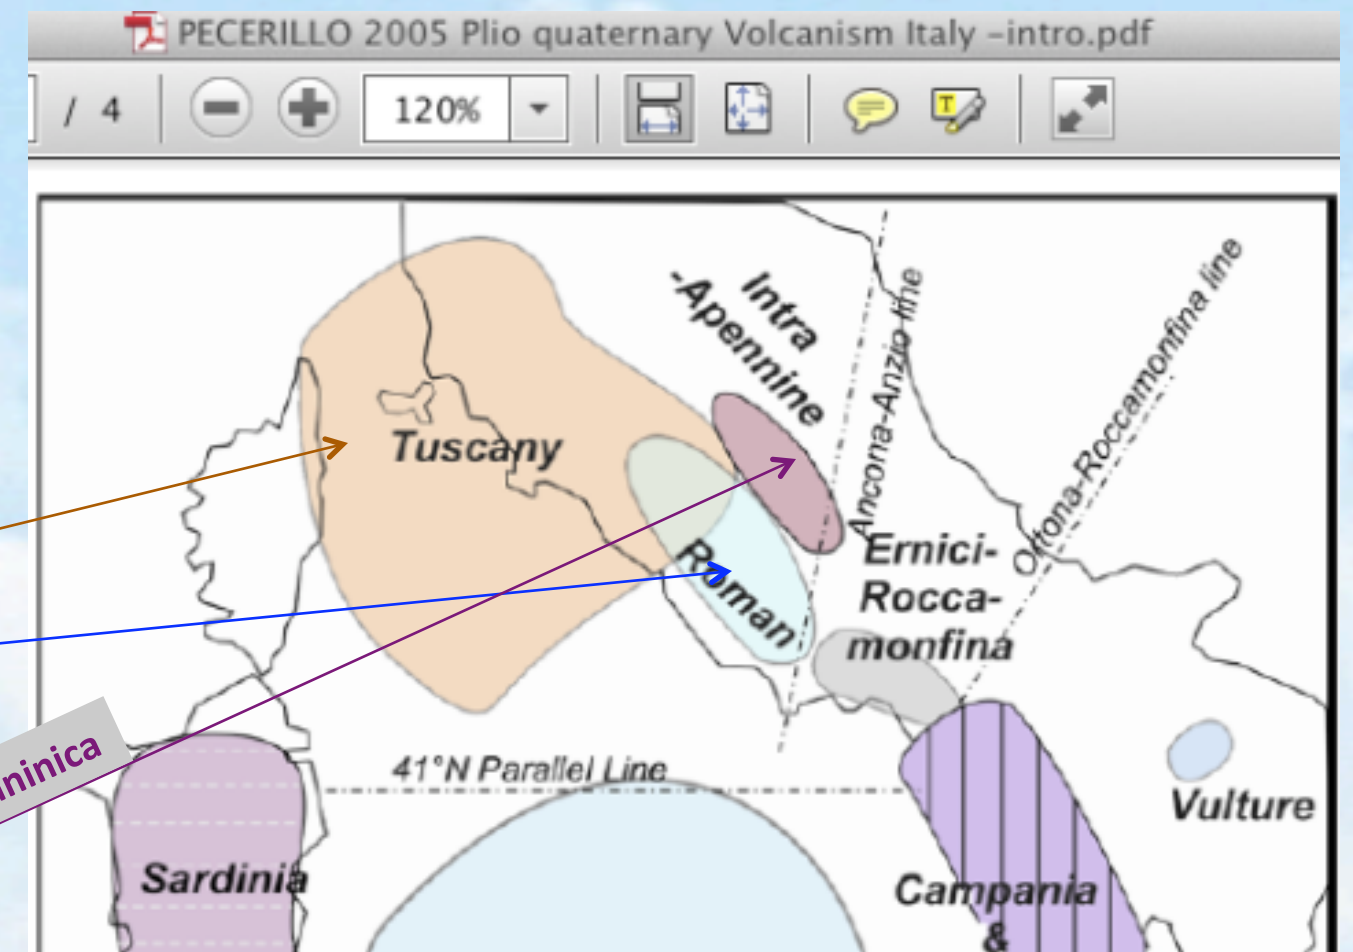 PECERILLO 2005 Plio quaternary Volcanism Italy –intro.pdf
/ 4
120%
T
Intra
-Apennine
Ancona-Anzio line
Ortona-Roccamonfina line
Tuscany
Roman
Ernici-
Rocca-
monfina
41°N Parallel Line
Vulture
Sardinia
Campania
&